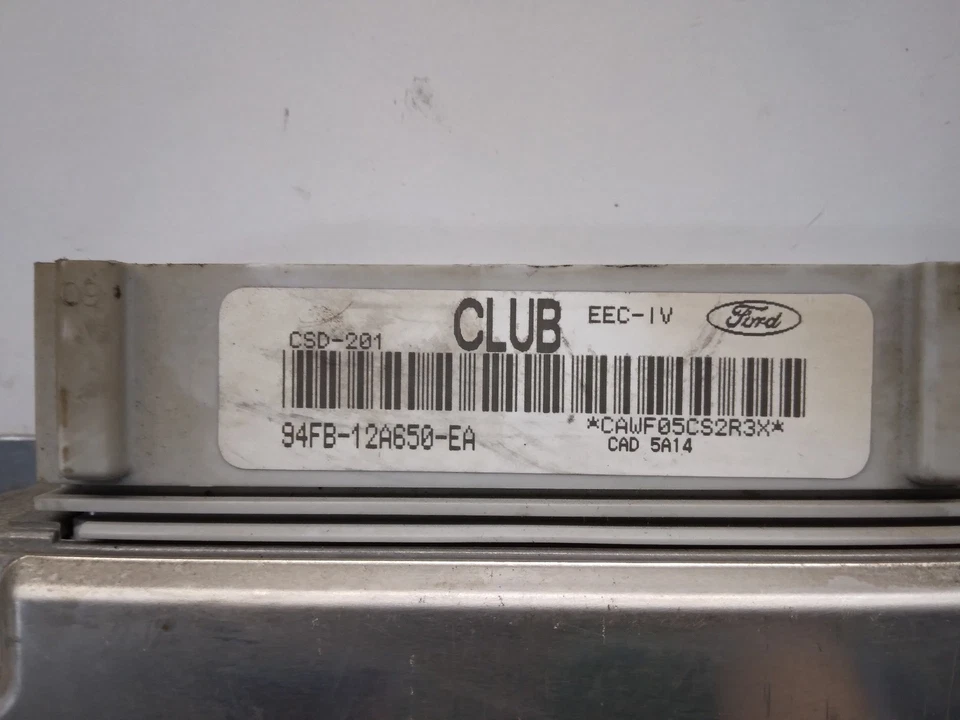 CLUB EEC-IV Ford
CSD-201
94FB-12A650-EA *CAWF05CS2R3X*
CAD 5A14